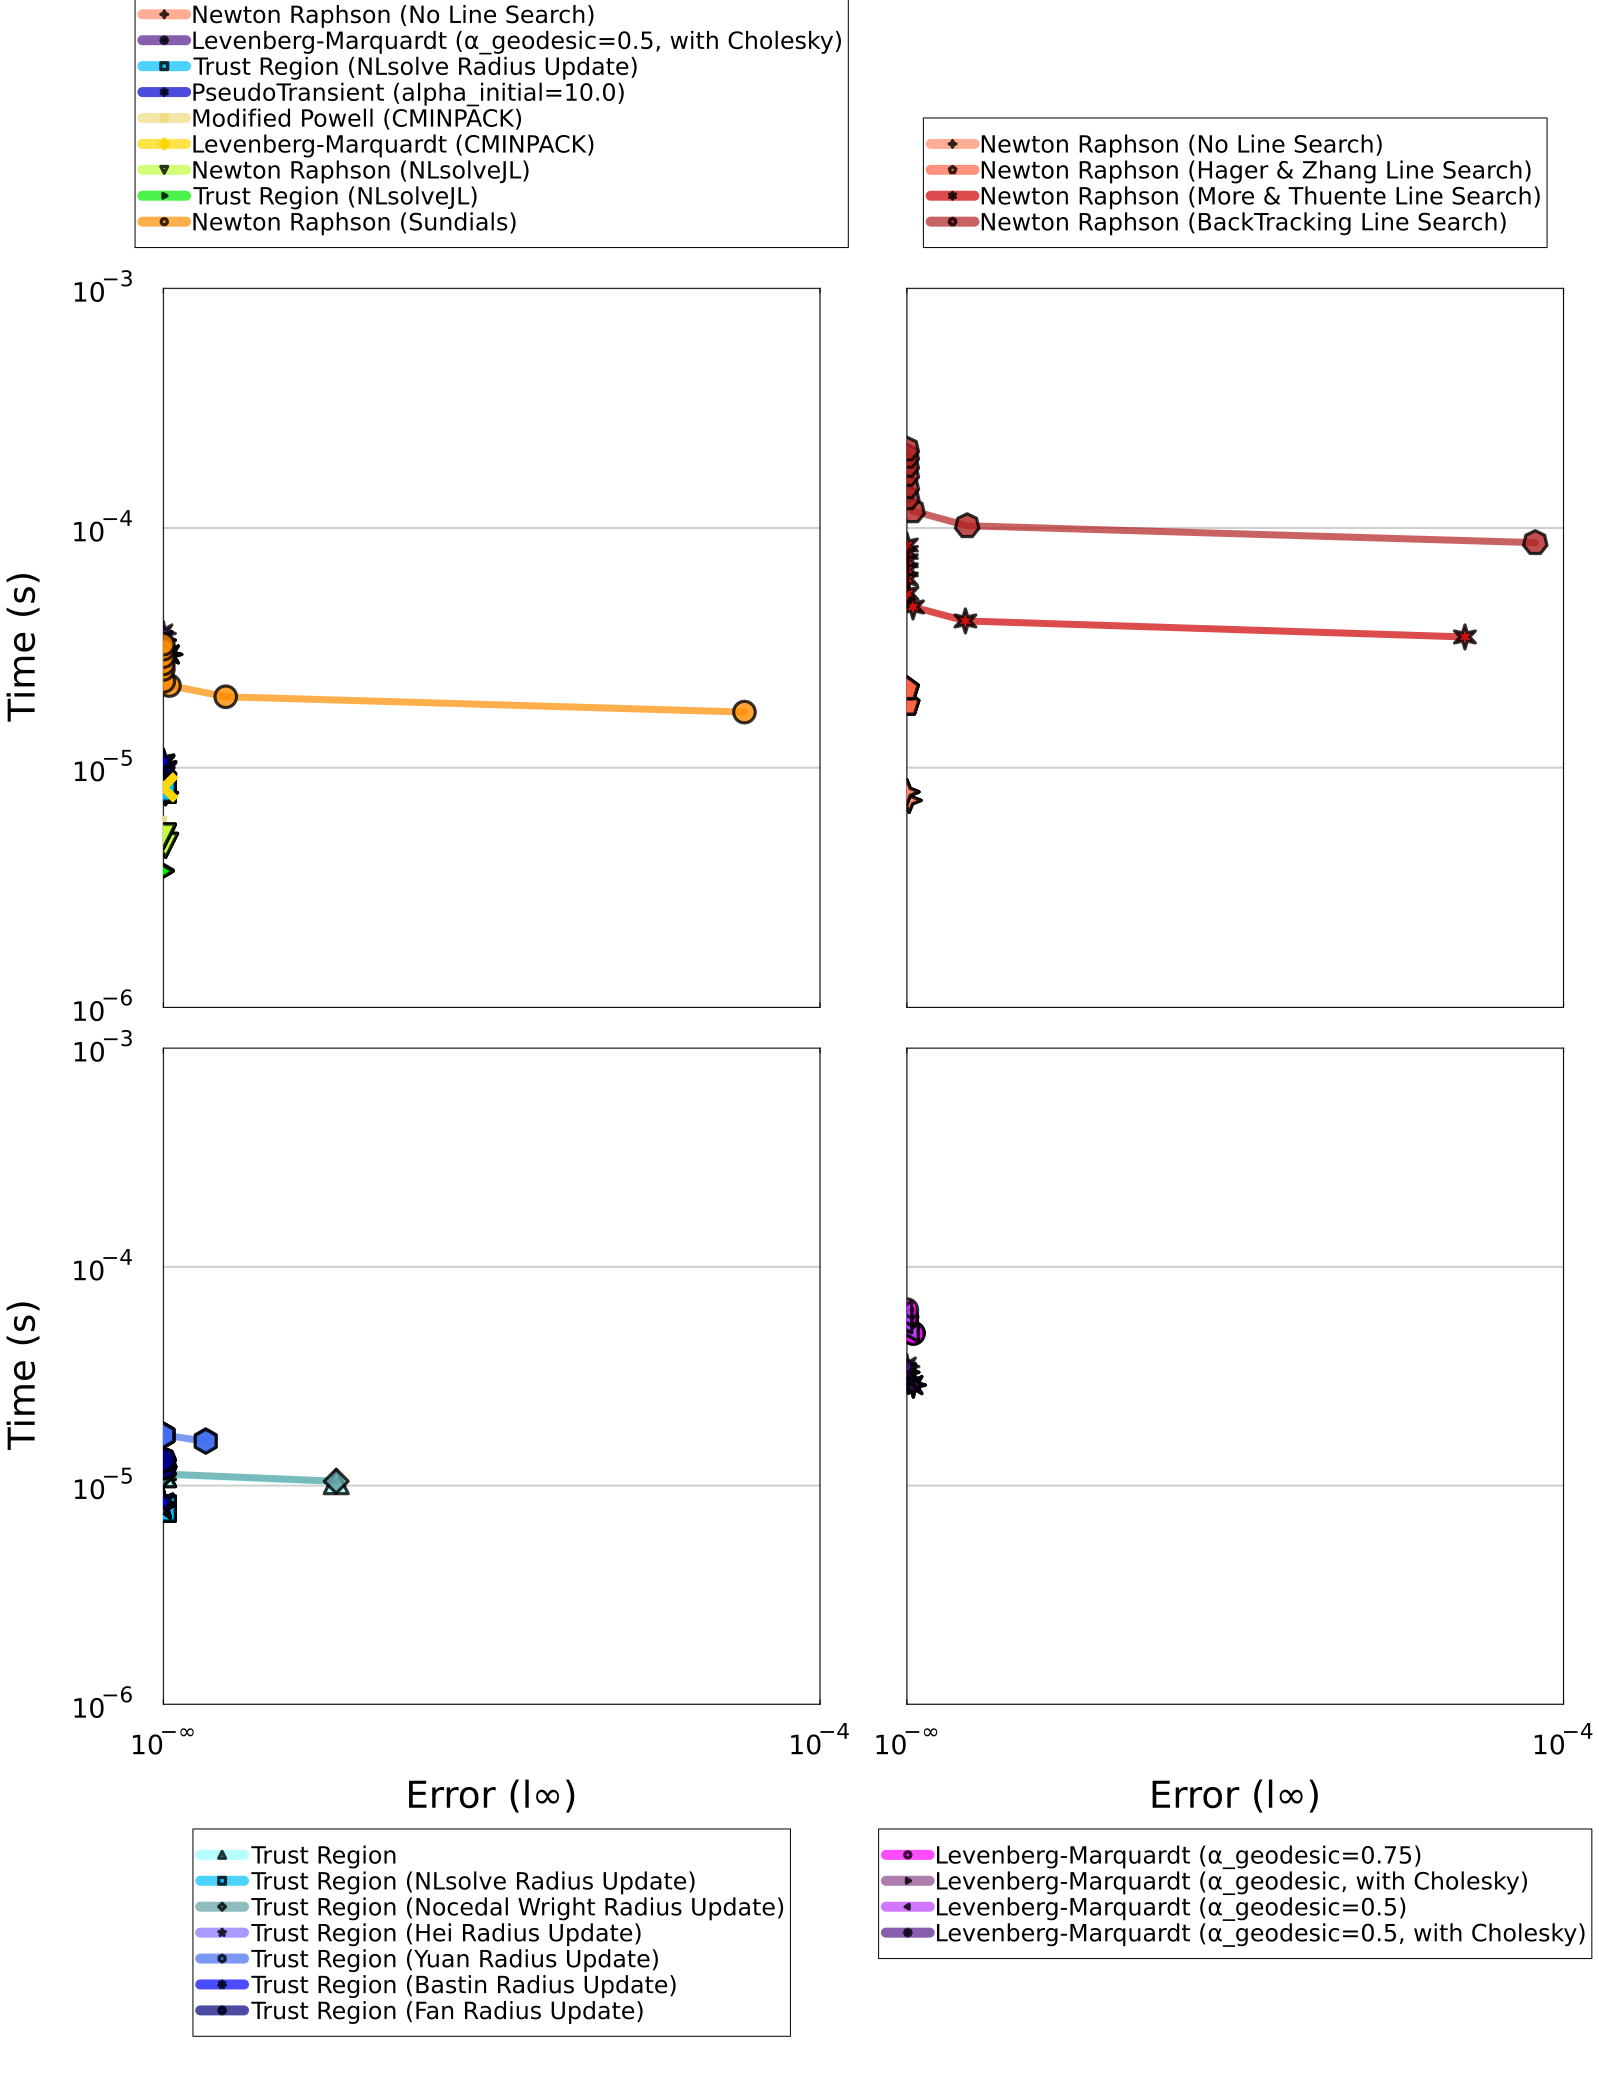 Newton Raphson (No Line Search)
Levenberg-Marquardt (α_geodesic=0.5, with Cholesky)
Trust Region (NLsolve Radius Update)
PseudoTransient (alpha_initial=10.0)
Modified Powell (CMINPACK)
Levenberg-Marquardt (CMINPACK)
Newton Raphson (NLsolveJL)
Trust Region (NLsolveJL)
Newton Raphson (Sundials)
Newton Raphson (No Line Search)
Newton Raphson (Hager & Zhang Line Search)
Newton Raphson (More & Thuente Line Search)
Newton Raphson (BackTracking Line Search)
10⁻³
10⁻⁴
10⁻⁵
10⁻⁶
Time (s)
10⁻³
10⁻⁴
10⁻⁵
10⁻⁶
Time (s)
10^−∞
10⁻⁴
10^−∞
10⁻⁴
Error (l∞)
Error (l∞)
Trust Region
Trust Region (NLsolve Radius Update)
Trust Region (Nocedal Wright Radius Update)
Trust Region (Hei Radius Update)
Trust Region (Yuan Radius Update)
Trust Region (Bastin Radius Update)
Trust Region (Fan Radius Update)
Levenberg-Marquardt (α_geodesic=0.75)
Levenberg-Marquardt (α_geodesic, with Cholesky)
Levenberg-Marquardt (α_geodesic=0.5)
Levenberg-Marquardt (α_geodesic=0.5, with Cholesky)